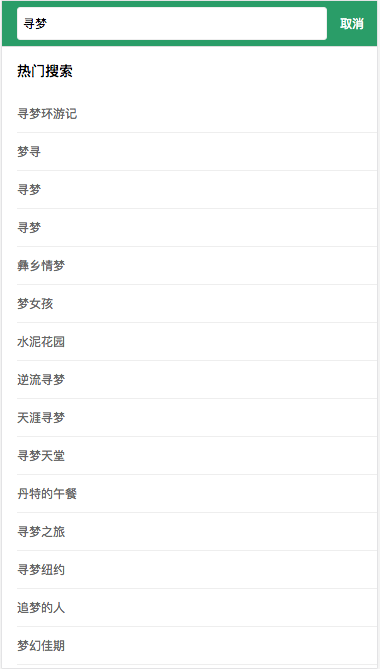 寻梦 取消
热门搜索
寻梦环游记
梦寻
寻梦
寻梦
彝乡情梦
梦女孩
水泥花园
逆流寻梦
天涯寻梦
寻梦天堂
丹特的午餐
寻梦之旅
寻梦纽约
追梦的人
梦幻佳期